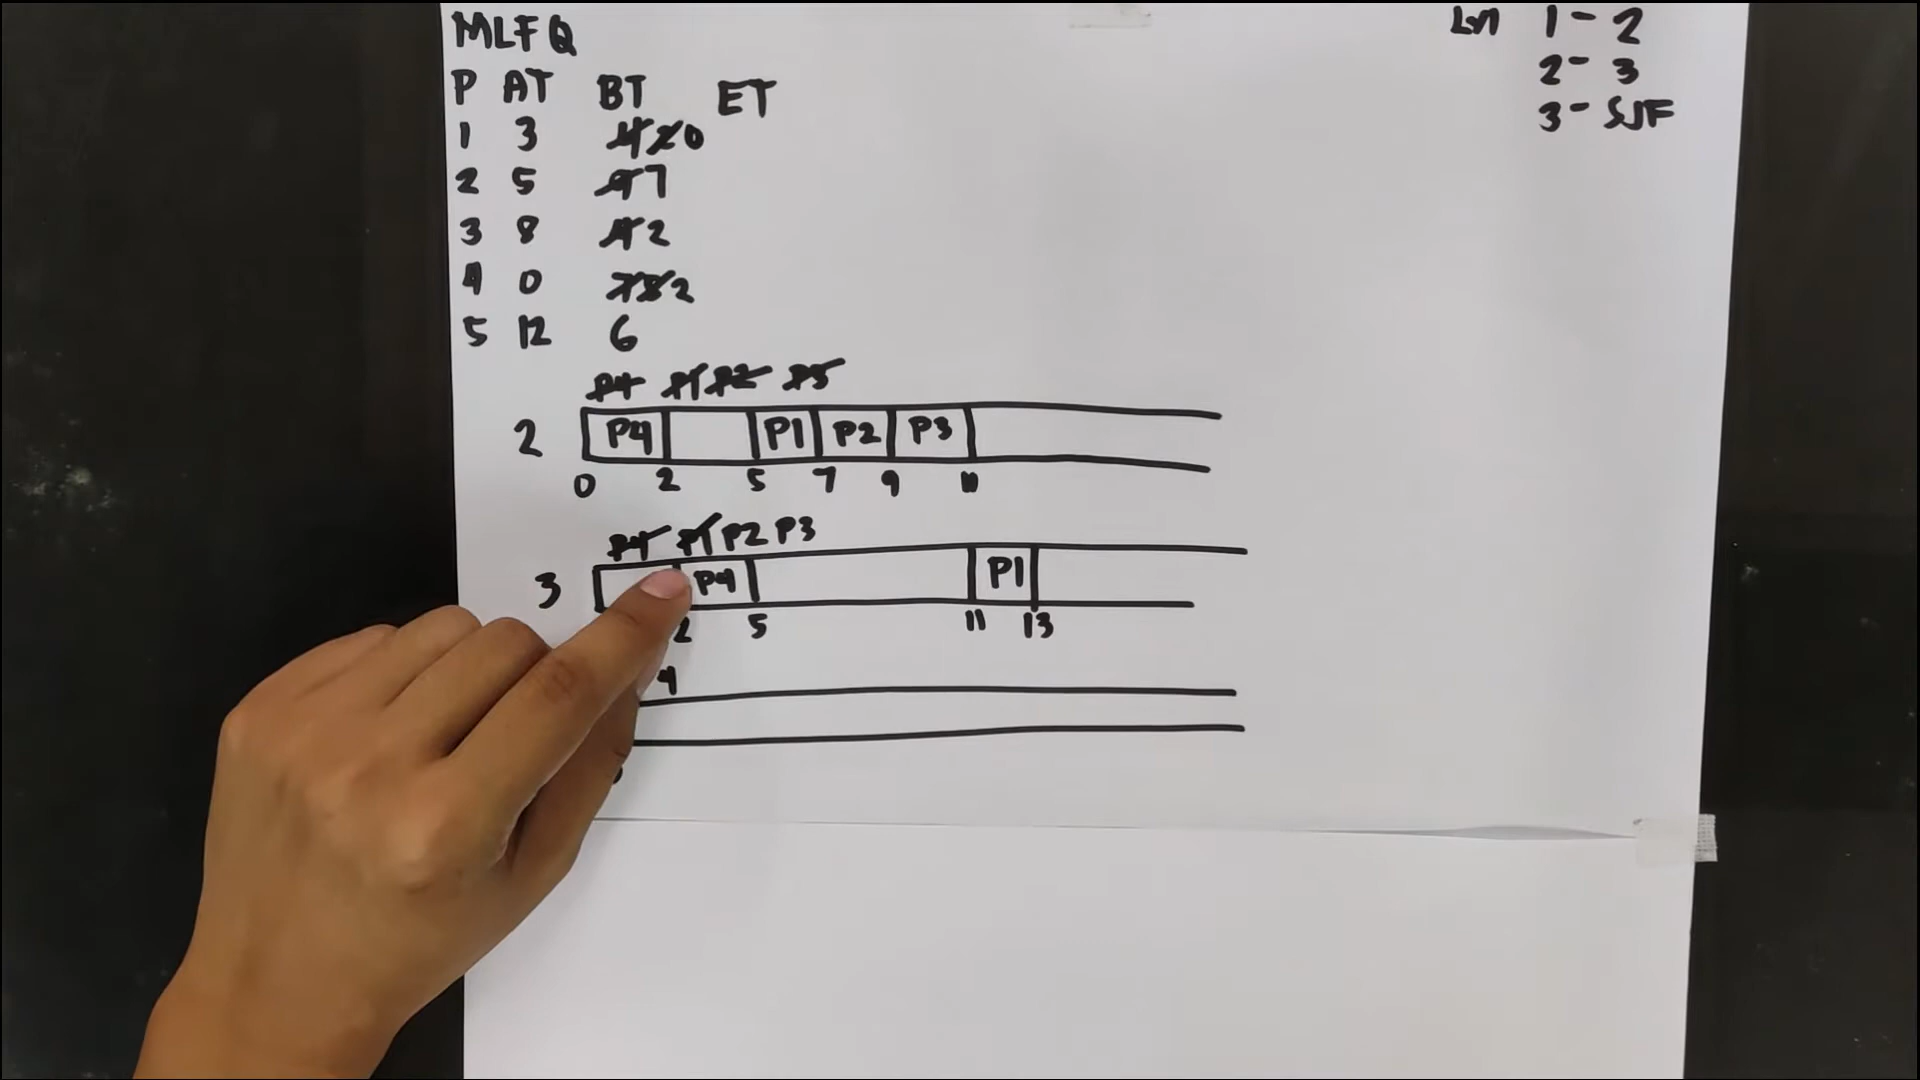 MLFQ
Lvl 1 - 2
2 - 3
3 - SJF
P AT BT ET
1 3 4 2 0
2 5 9 7
3 8 4 2
4 0 7 5 2
5 12 6
P4 P1 P2 P3
2 P4 P1 P2 P3
0 2 5 7 9 11
P4 P1 P2 P3
3 P4 P1
2 5 11 13
4